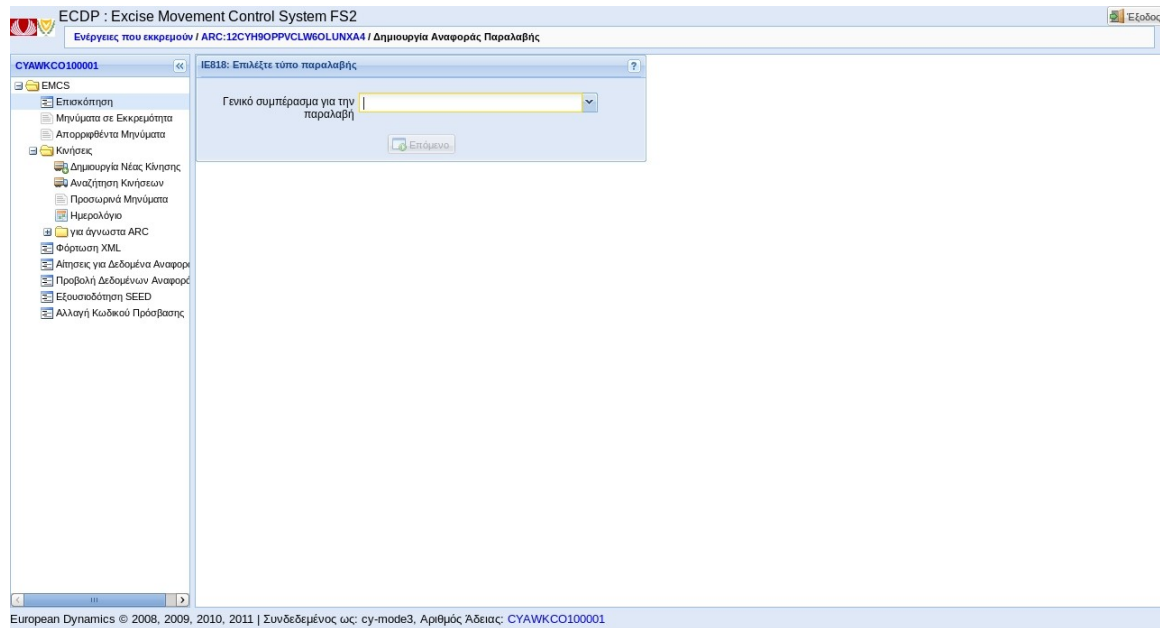 ECDP : Excise Movement Control System FS2
Έξοδος
Ενέργειες που εκκρεμούν / ARC:12CYH9OPPVCLW6OLUNXA4 / Δημιουργία Αναφοράς Παραλαβής
CYAWKCO100001
IE818: Επιλέξτε τύπο παραλαβής
EMCS
Επισκόπηση
Μηνύματα σε Εκκρεμότητα
Απορριφθέντα Μηνύματα
Κινήσεις
Δημιουργία Νέας Κίνησης
Αναζήτηση Κινήσεων
Προσωρινά Μηνύματα
Ημερολόγιο
για άγνωστα ARC
Φόρτωση XML
Αίτησεις για Δεδομένα Αναφορ
Προβολή Δεδομένων Αναφορ
Εξουσιοδότηση SEED
Αλλαγή Κωδικού Πρόσβασης
Γενικό συμπέρασμα για την
παραλαβή
Επόμενο
European Dynamics © 2008, 2009, 2010, 2011 | Συνδεδεμένος ως: cy-mode3, Αριθμός Άδειας: CYAWKCO100001